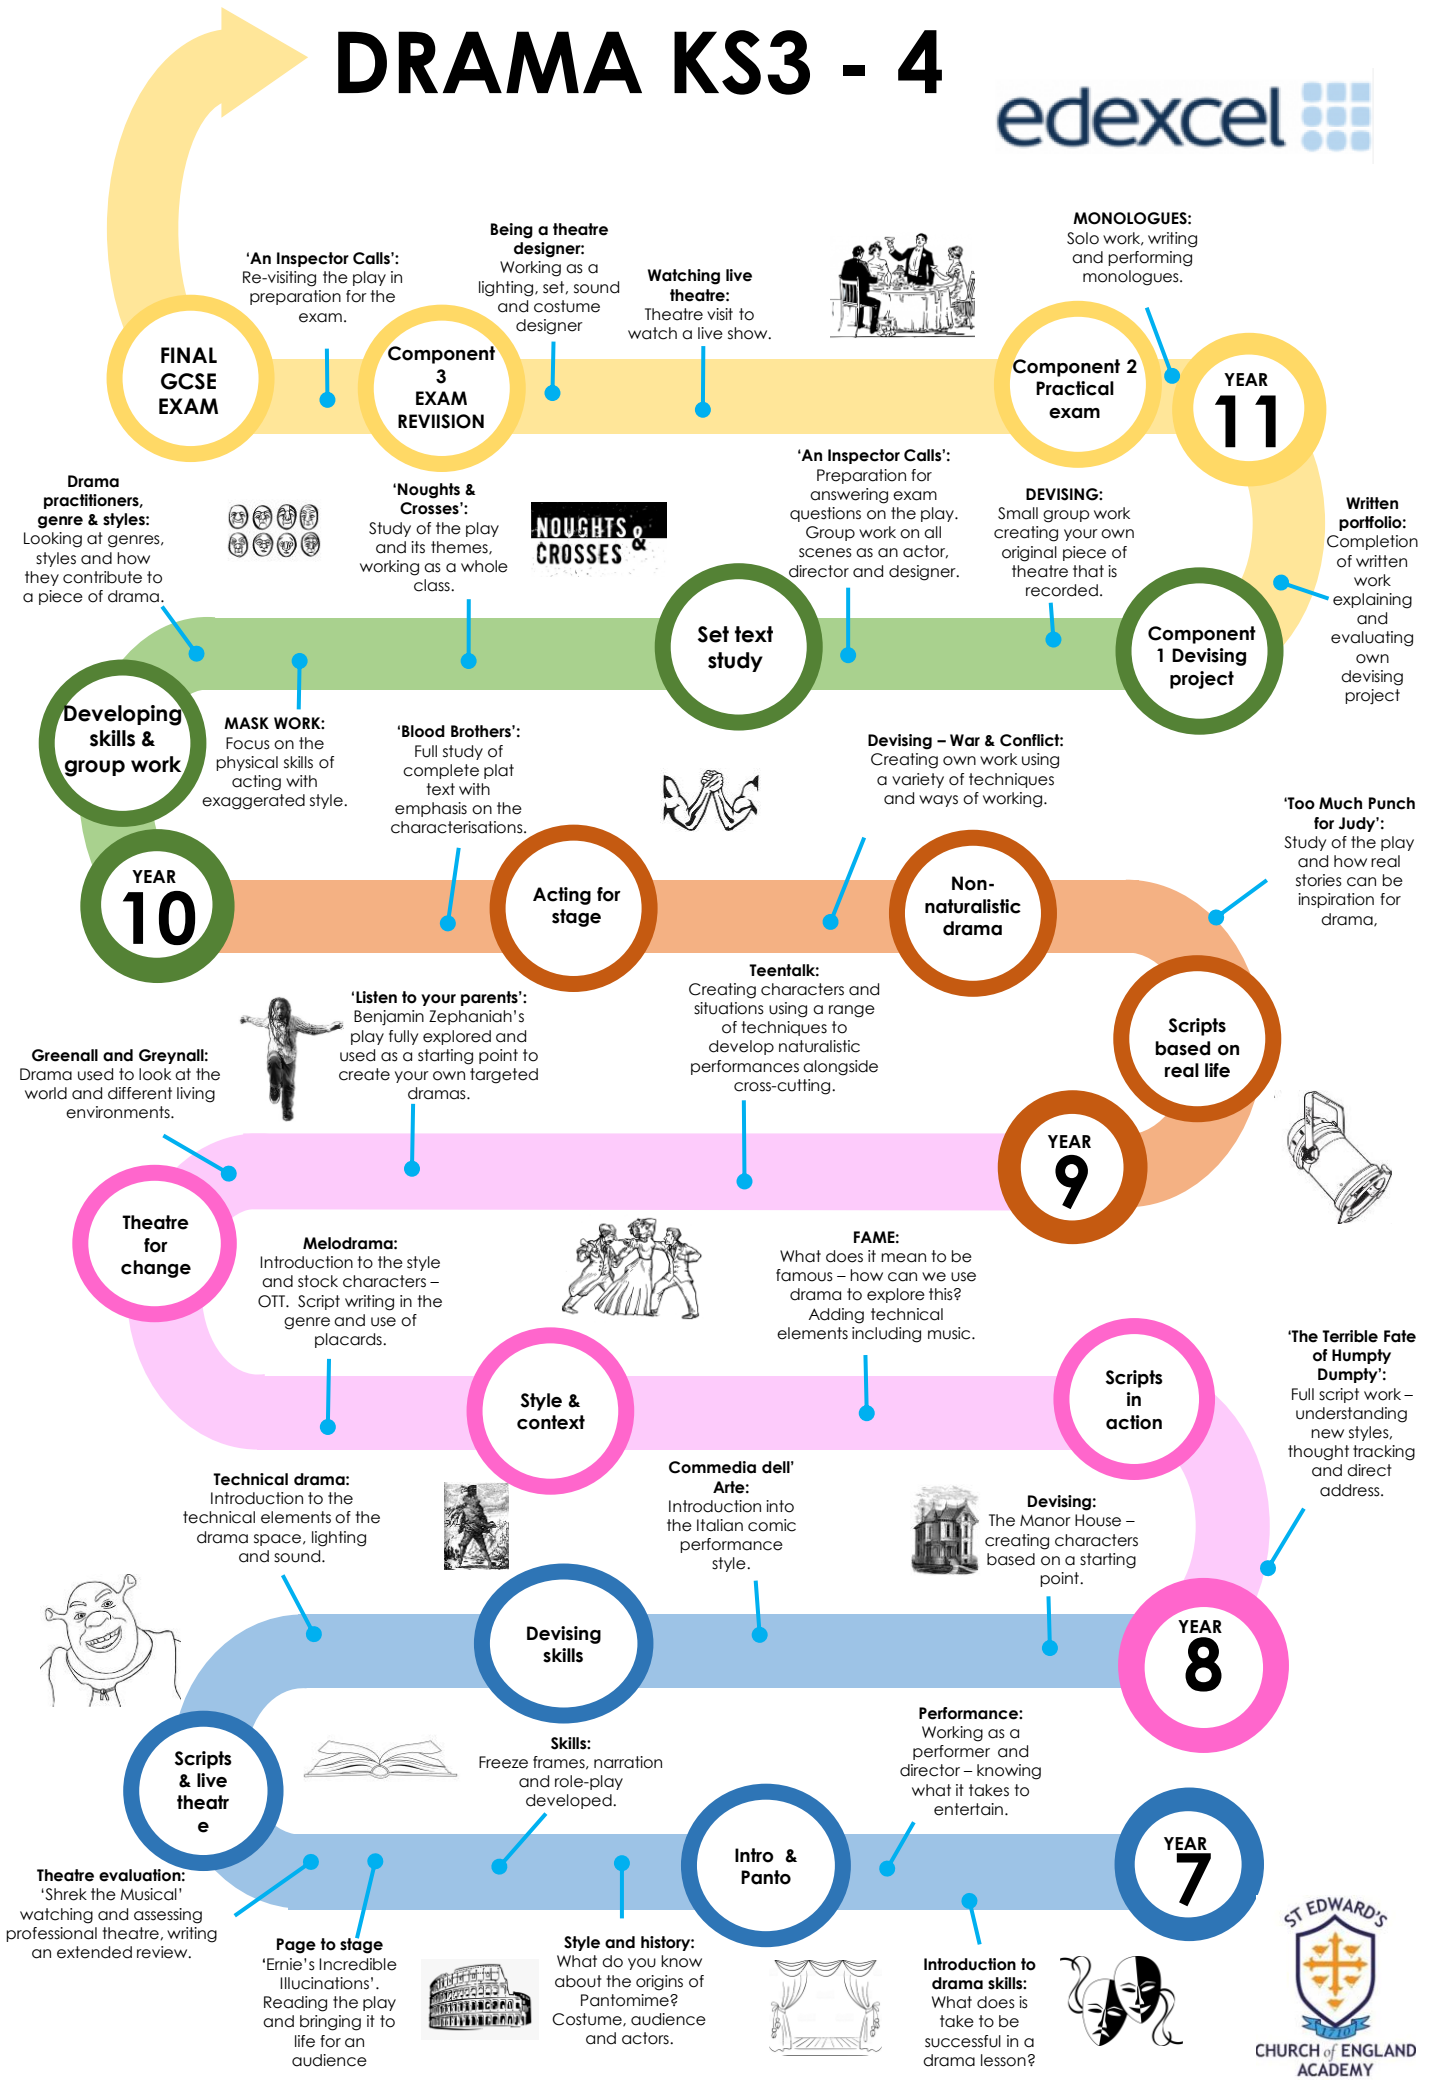 DRAMA KS3 - 4
edexcel
MONOLOGUES:
Solo work, writing
and performing
monologues.
Being a theatre
designer:
Working as a
lighting, set, sound
and costume
designer
'An Inspector Calls':
Re-visiting the play in
preparation for the
exam.
Watching live
theatre:
Theatre visit to
watch a live show.
FINAL
GCSE
EXAM
Component
3
EXAM
REVIISION
Component 2
Practical
exam
YEAR
11
Drama
practitioners,
genre & styles:
Looking at genres,
styles and how
they contribute to
a piece of drama.
'Noughts &
Crosses':
Study of the play
and its themes,
working as a whole
class.
NOUGHTS &
CROSSES
'An Inspector Calls':
Preparation for
answering exam
questions on the play.
Group work on all
scenes as an actor,
director and designer.
DEVISING:
Small group work
creating your own
original piece of
theatre that is
recorded.
Written
portfolio:
Completion
of written
work
explaining
and
evaluating
own
devising
project
Set text
study
Component
1 Devising
project
Developing
skills &
group work
MASK WORK:
Focus on the
physical skills of
acting with
exaggerated style.
'Blood Brothers':
Full study of
complete plat
text with
emphasis on the
characterisations.
Devising – War & Conflict:
Creating own work using
a variety of techniques
and ways of working.
'Too Much Punch
for Judy':
Study of the play
and how real
stories can be
inspiration for
drama,
YEAR
10
Acting for
stage
Non-
naturalistic
drama
Teentalk:
Creating characters and
situations using a range
of techniques to
develop naturalistic
performances alongside
cross-cutting.
'Listen to your parents':
Benjamin Zephaniah's
play fully explored and
used as a starting point to
create your own targeted
dramas.
Greenall and Greynall:
Drama used to look at the
world and different living
environments.
Scripts
based on
real life
YEAR
9
Theatre
for
change
Melodrama:
Introduction to the style
and stock characters –
OTT.  Script writing in the
genre and use of
placards.
FAME:
What does it mean to be
famous – how can we use
drama to explore this?
Adding technical
elements including music.
'The Terrible Fate
of Humpty
Dumpty':
Full script work –
understanding
new styles,
thought tracking
and direct
address.
Style &
context
Scripts
in
action
Technical drama:
Introduction to the
technical elements of the
drama space, lighting
and sound.
Commedia dell'
Arte:
Introduction into
the Italian comic
performance
style.
Devising:
The Manor House –
creating characters
based on a starting
point.
Devising
skills
YEAR
8
Scripts
& live
theatr
e
Skills:
Freeze frames, narration
and role-play
developed.
Performance:
Working as a
performer  and
director – knowing
what it takes to
entertain.
Intro  &
Panto
YEAR
7
Theatre evaluation:
'Shrek the Musical'
watching and assessing
professional theatre, writing
an extended review.
Page to stage
'Ernie's Incredible
Illucinations'.
Reading the play
and bringing it to
life for an
audience
Style and history:
What do you know
about the origins of
Pantomime?
Costume, audience
and actors.
Introduction to
drama skills:
What does is
take to be
successful in a
drama lesson?
ST EDWARD'S
1710
CHURCH of ENGLAND
ACADEMY